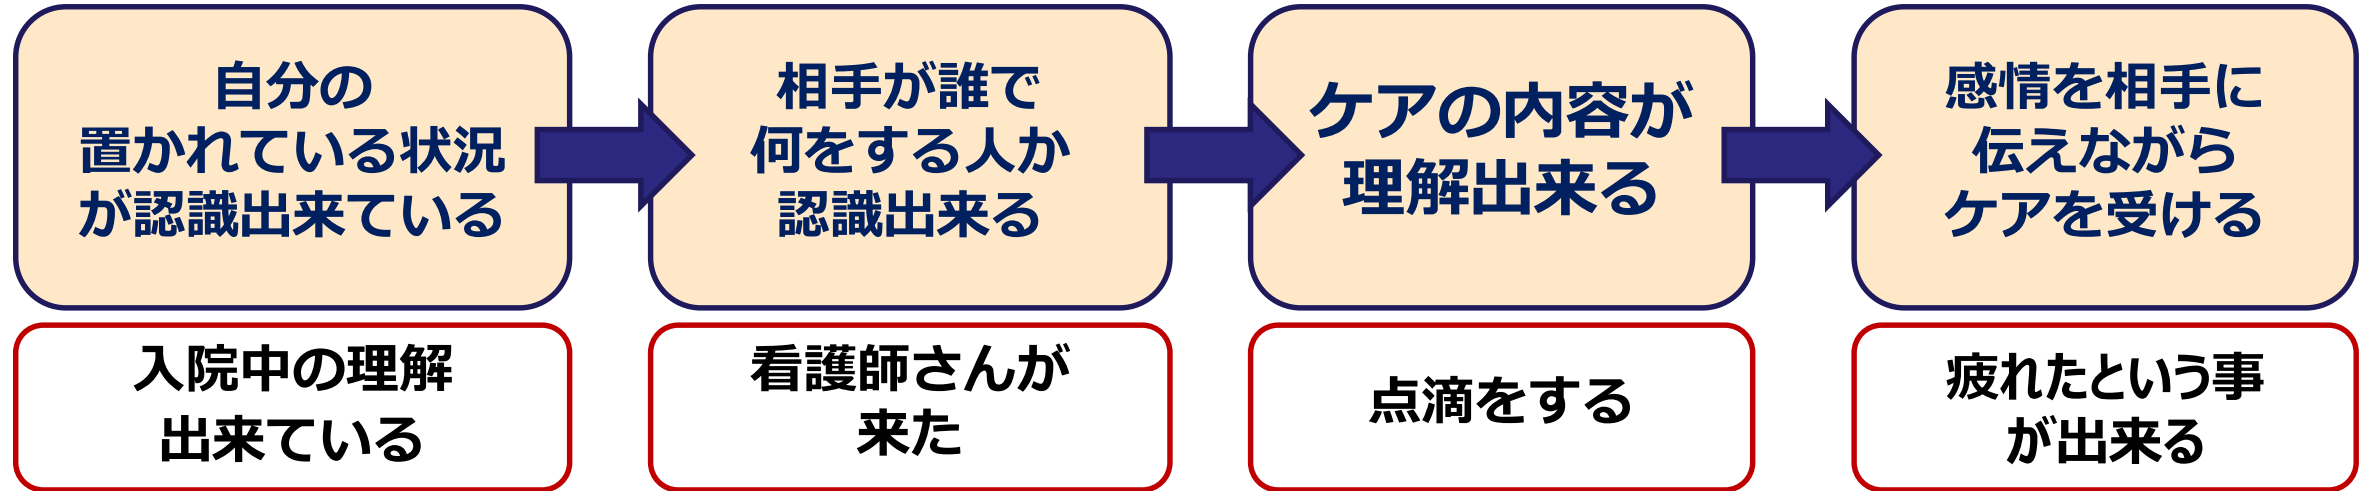 自分の
置かれている状況
が認識出来ている
相手が誰で
何をする人か
認識出来る
ケアの内容が
理解出来る
感情を相手に
伝えながら
ケアを受ける
入院中の理解
出来ている
看護師さんが
来た
点滴をする
疲れたという事
が出来る